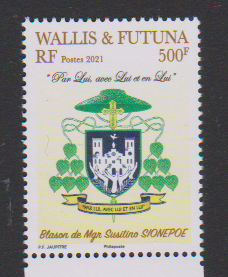 WALLIS & FUTUNA
RF Postes 2021 500F
"Par Lui, avec Lui et en Lui"
PAR LUI, AVEC LUI ET EN LUI
Blason de Mgr Susitino SIONEPOE
P.F. JAUFFITRE Philaposte